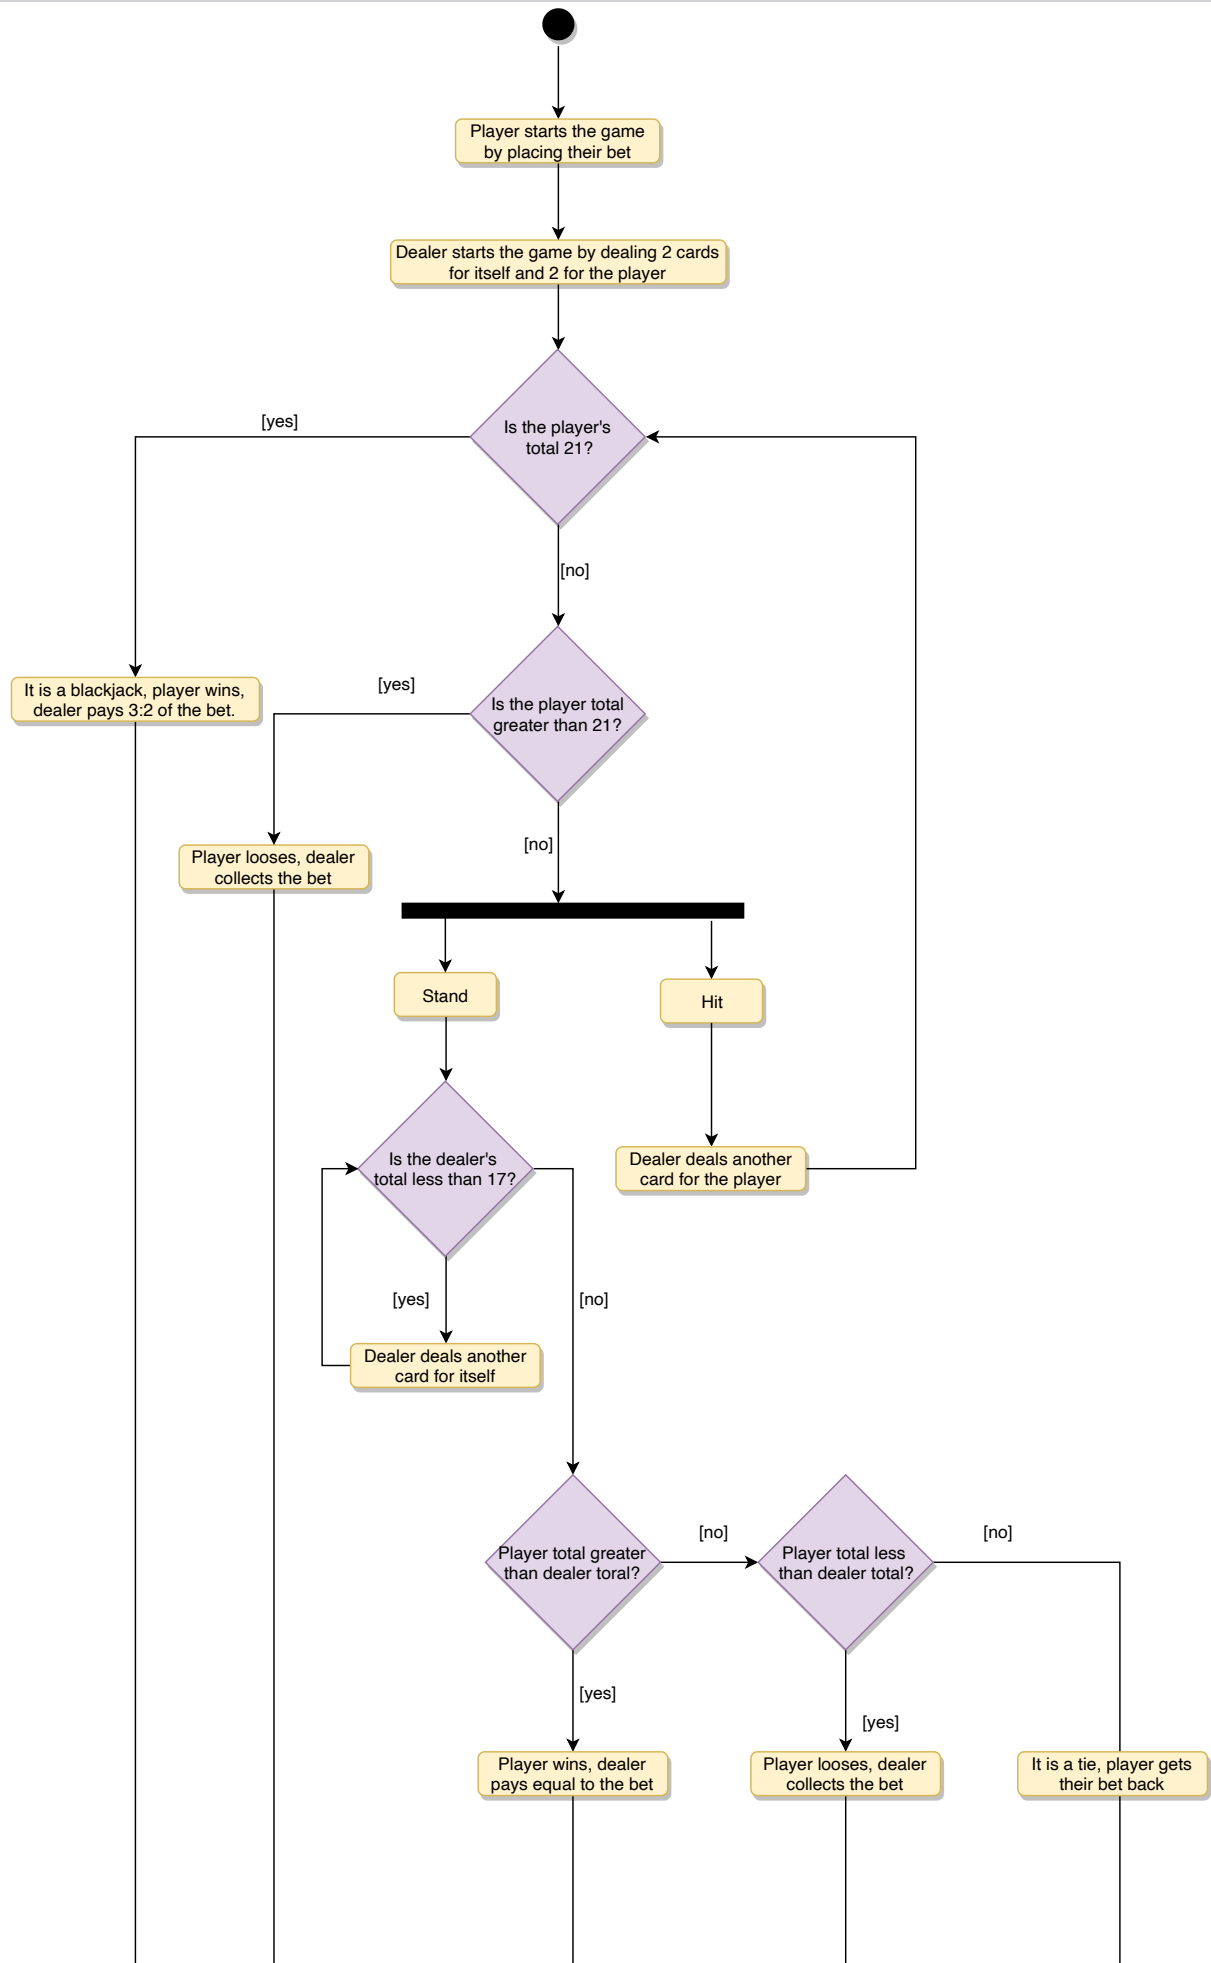 Player starts the game
by placing their bet
Dealer starts the game by dealing 2 cards
for itself and 2 for the player
[yes]
Is the player's
total 21?
[no]
It is a blackjack, player wins,
dealer pays 3:2 of the bet.
[yes]
Is the player total
greater than 21?
[no]
Player looses, dealer
collects the bet
Stand
Hit
Is the dealer's
total less than 17?
Dealer deals another
card for the player
[yes]
[no]
Dealer deals another
card for itself
Player total greater
than dealer toral?
[no]
Player total less
than dealer total?
[no]
[yes]
[yes]
Player wins, dealer
pays equal to the bet
Player looses, dealer
collects the bet
It is a tie, player gets
their bet back